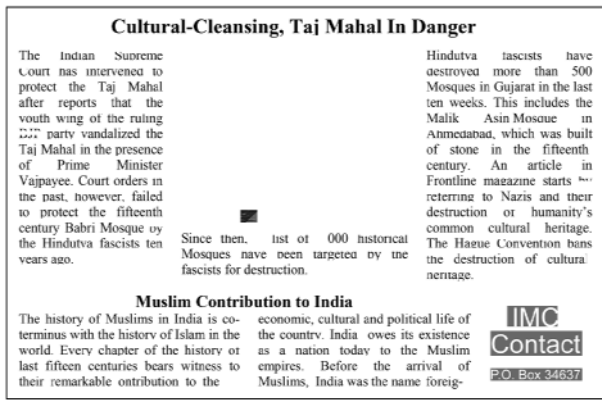 Cultural-Cleansing, Taj Mahal In Danger
The Indian Supreme
Court has intervened to
protect the Taj Mahal
after reports that the
youth wing of the ruling
BJP party vandalized the
Taj Mahal in the presence
of Prime Minister
Vajpayee. Court orders in
the past, however, failed
to protect the fifteenth
century Babri Mosque by
the Hindutva fascists ten
years ago.
Since then, list of 000 historical
Mosques have been targeted by the
fascists for destruction.
Hindutva fascists have
destroyed more than 500
Mosques in Gujarat in the last
ten weeks. This includes the
Malik Asin Mosque in
Ahmedabad, which was built
of stone in the fifteenth
century. An article in
Frontline magazine starts by
referring to Nazis and their
destruction of humanity's
common cultural heritage.
The Hague Convention bans
the destruction of cultural
heritage.
Muslim Contribution to India
The history of Muslims in India is co-
terminus with the history of Islam in the
world. Every chapter of the history of
last fifteen centuries bears witness to
their remarkable ontribution to the
economic, cultural and political life of
the country. India owes its existence
as a nation today to the Muslim
empires. Before the arrival of
Muslims, India was the name foreig-
IMC
Contact
P.O. Box 34637